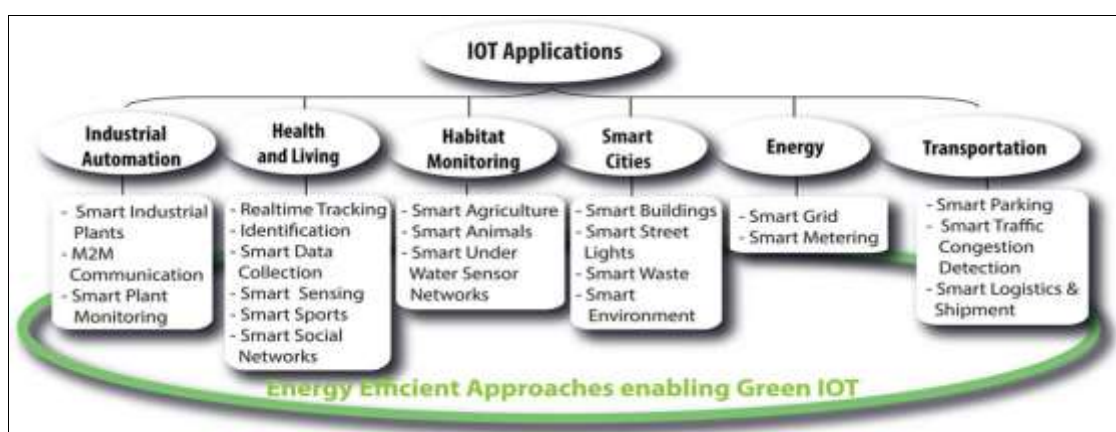 IOT Applications
Industrial
Automation
Health
and Living
Habitat
Monitoring
Smart
Cities
Energy
Transportation
- Smart Industrial
Plants
- M2M
Communication
- Smart Plant
Monitoring
- Realtime Tracking
- Identification
- Smart Data
Collection
- Smart Sensing
- Smart Sports
- Smart Social
Networks
- Smart Agriculture
- Smart Animals
- Smart Under
Water Sensor
Networks
- Smart Buildings
- Smart Street
Lights
- Smart Waste
- Smart
Environment
- Smart Grid
- Smart Metering
- Smart Parking
- Smart Traffic
Congestion
Detection
- Smart Logistics &
Shipment
Energy Efficient Approaches enabling Green IOT